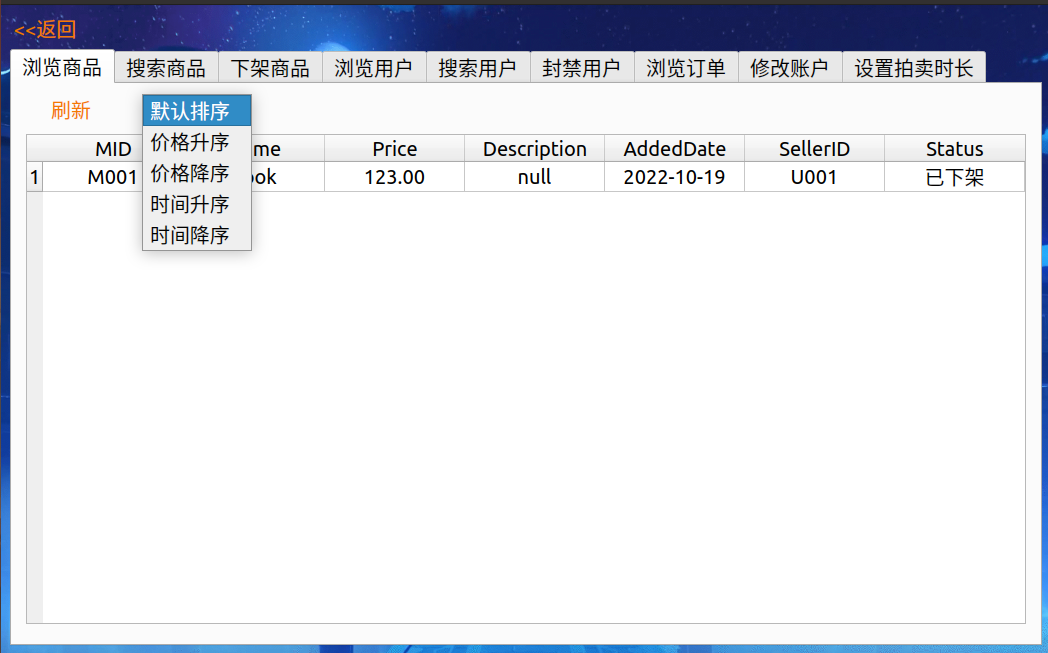 <<返回
浏览商品 搜索商品 下架商品 浏览用户 搜索用户 封禁用户 浏览订单 修改账户 设置拍卖时长
刷新 默认排序
价格升序
价格降序
时间升序
时间降序
MID me Price Description AddedDate SellerID Status
1 M001 ook 123.00 null 2022-10-19 U001 已下架